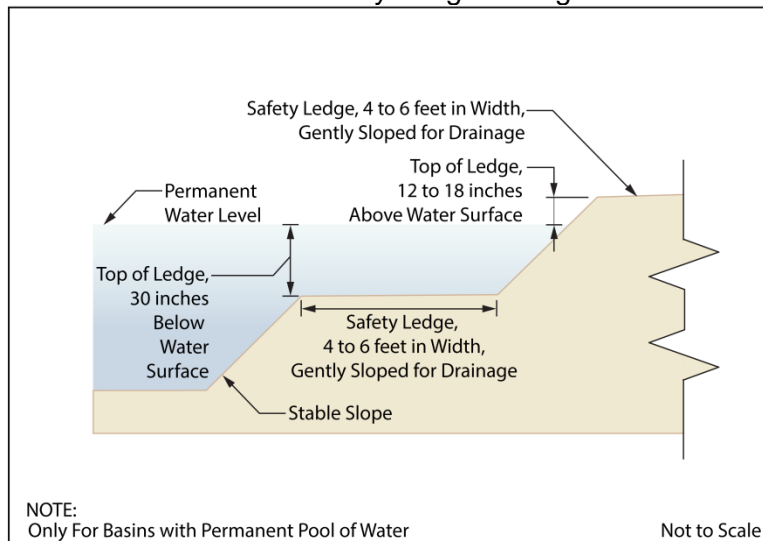 Safety Ledge, 4 to 6 feet in Width,
Gently Sloped for Drainage
Top of Ledge,
12 to 18 inches
Above Water Surface
Permanent
Water Level
Top of Ledge,
30 inches
Below
Water
Surface
Safety Ledge,
4 to 6 feet in Width,
Gently Sloped for Drainage
Stable Slope
NOTE:
Only For Basins with Permanent Pool of Water
Not to Scale